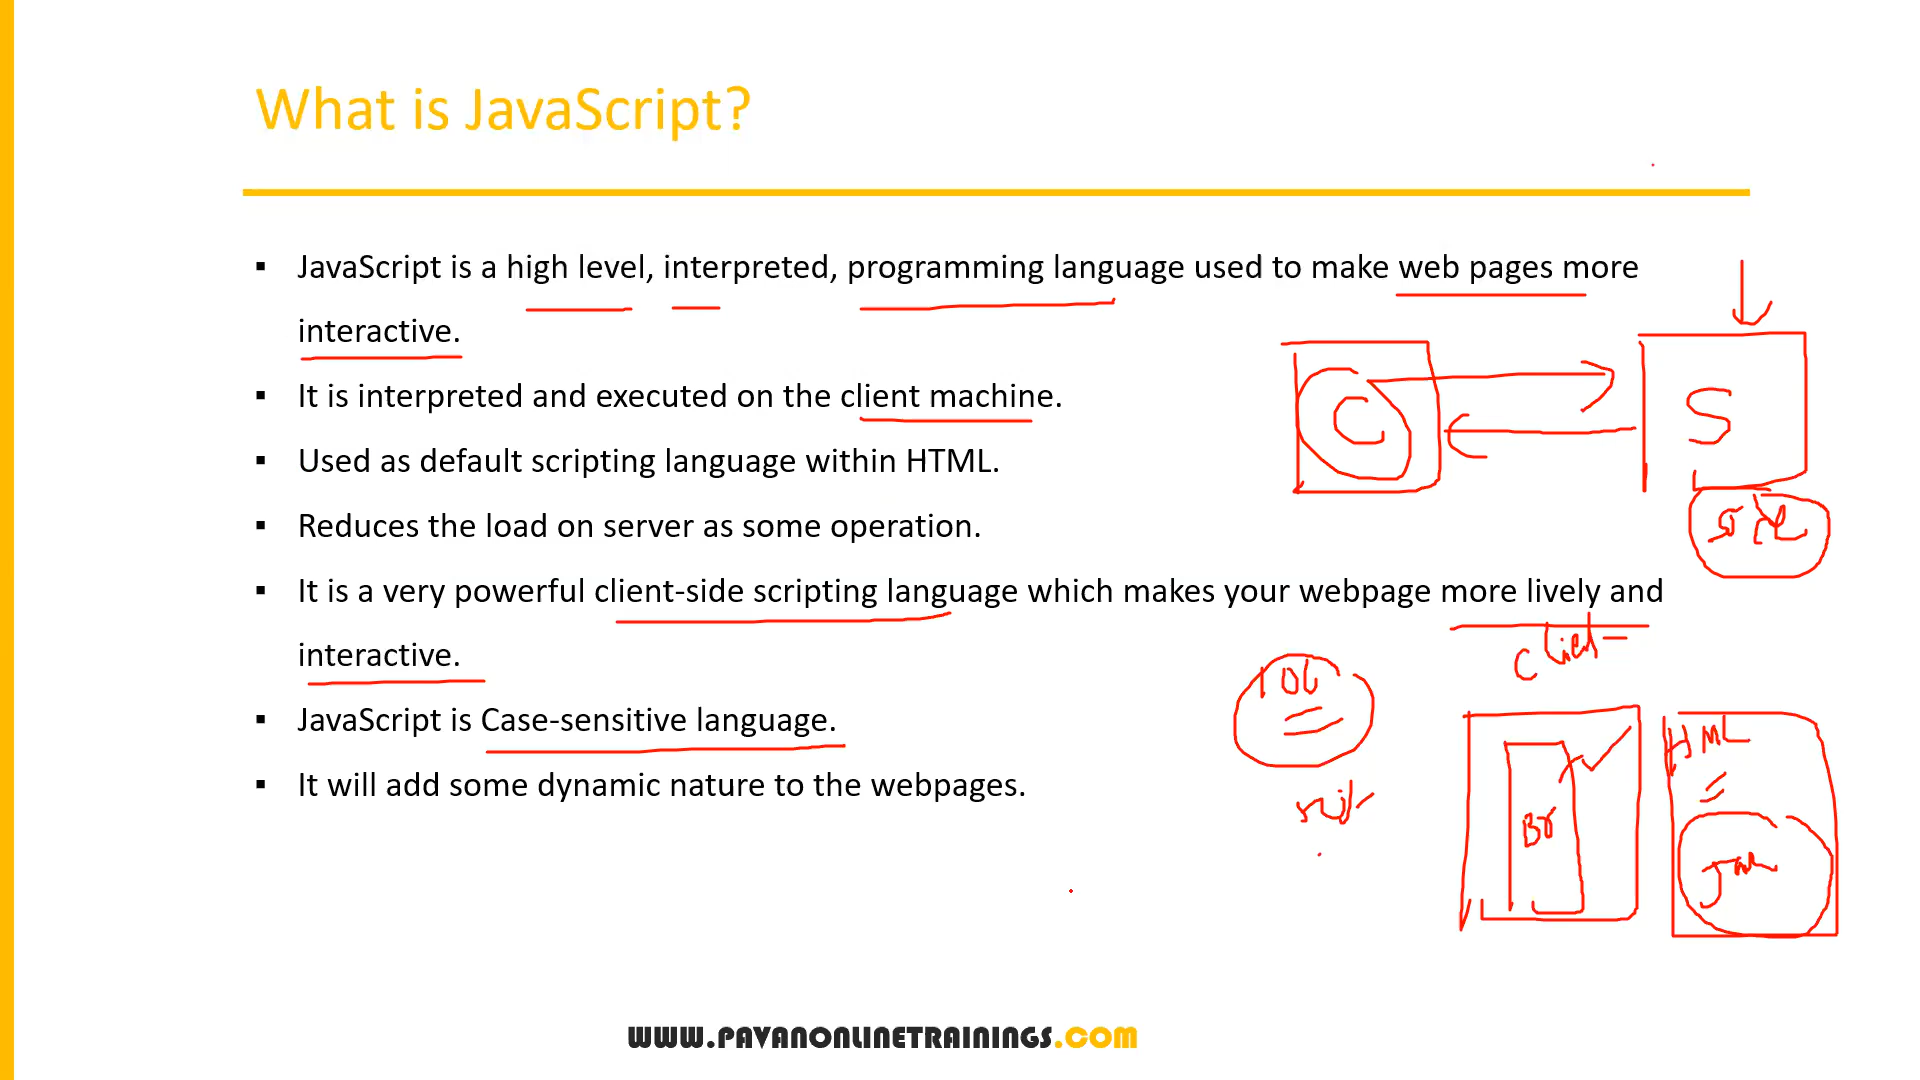 What is JavaScript?
▪ JavaScript is a high level, interpreted, programming language used to make web pages more
interactive.
▪ It is interpreted and executed on the client machine.
▪ Used as default scripting language within HTML.
▪ Reduces the load on server as some operation.
▪ It is a very powerful client-side scripting language which makes your webpage more lively and
interactive.
▪ JavaScript is Case-sensitive language.
▪ It will add some dynamic nature to the webpages.
C
S
Client
Br
WWW.PAVANONLINETRAININGS.COM